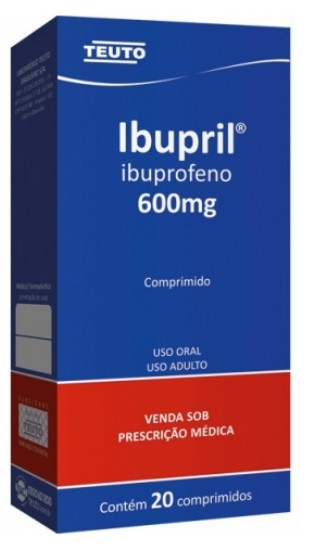 TEUTO
Ibupril®
ibuprofeno
600mg
Comprimido
USO ORAL
USO ADULTO
VENDA SOB
PRESCRIÇÃO MÉDICA
Contém 20 comprimidos